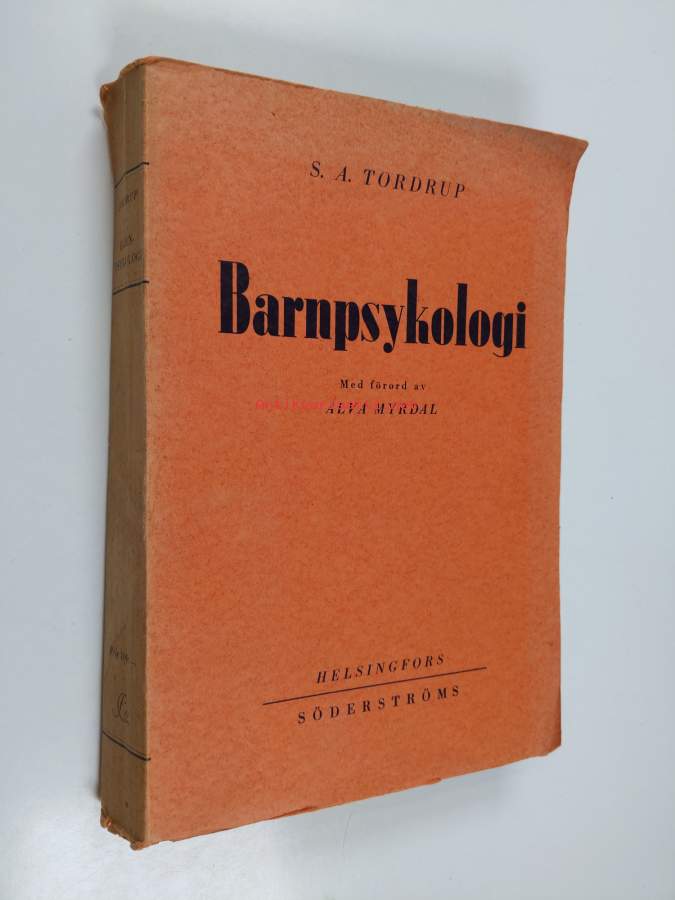 S. A. TORDRUP
Barnpsykologi
Med förord av
ALVA MYRDAL
HELSINGFORS
SÖDERSTRÖMS